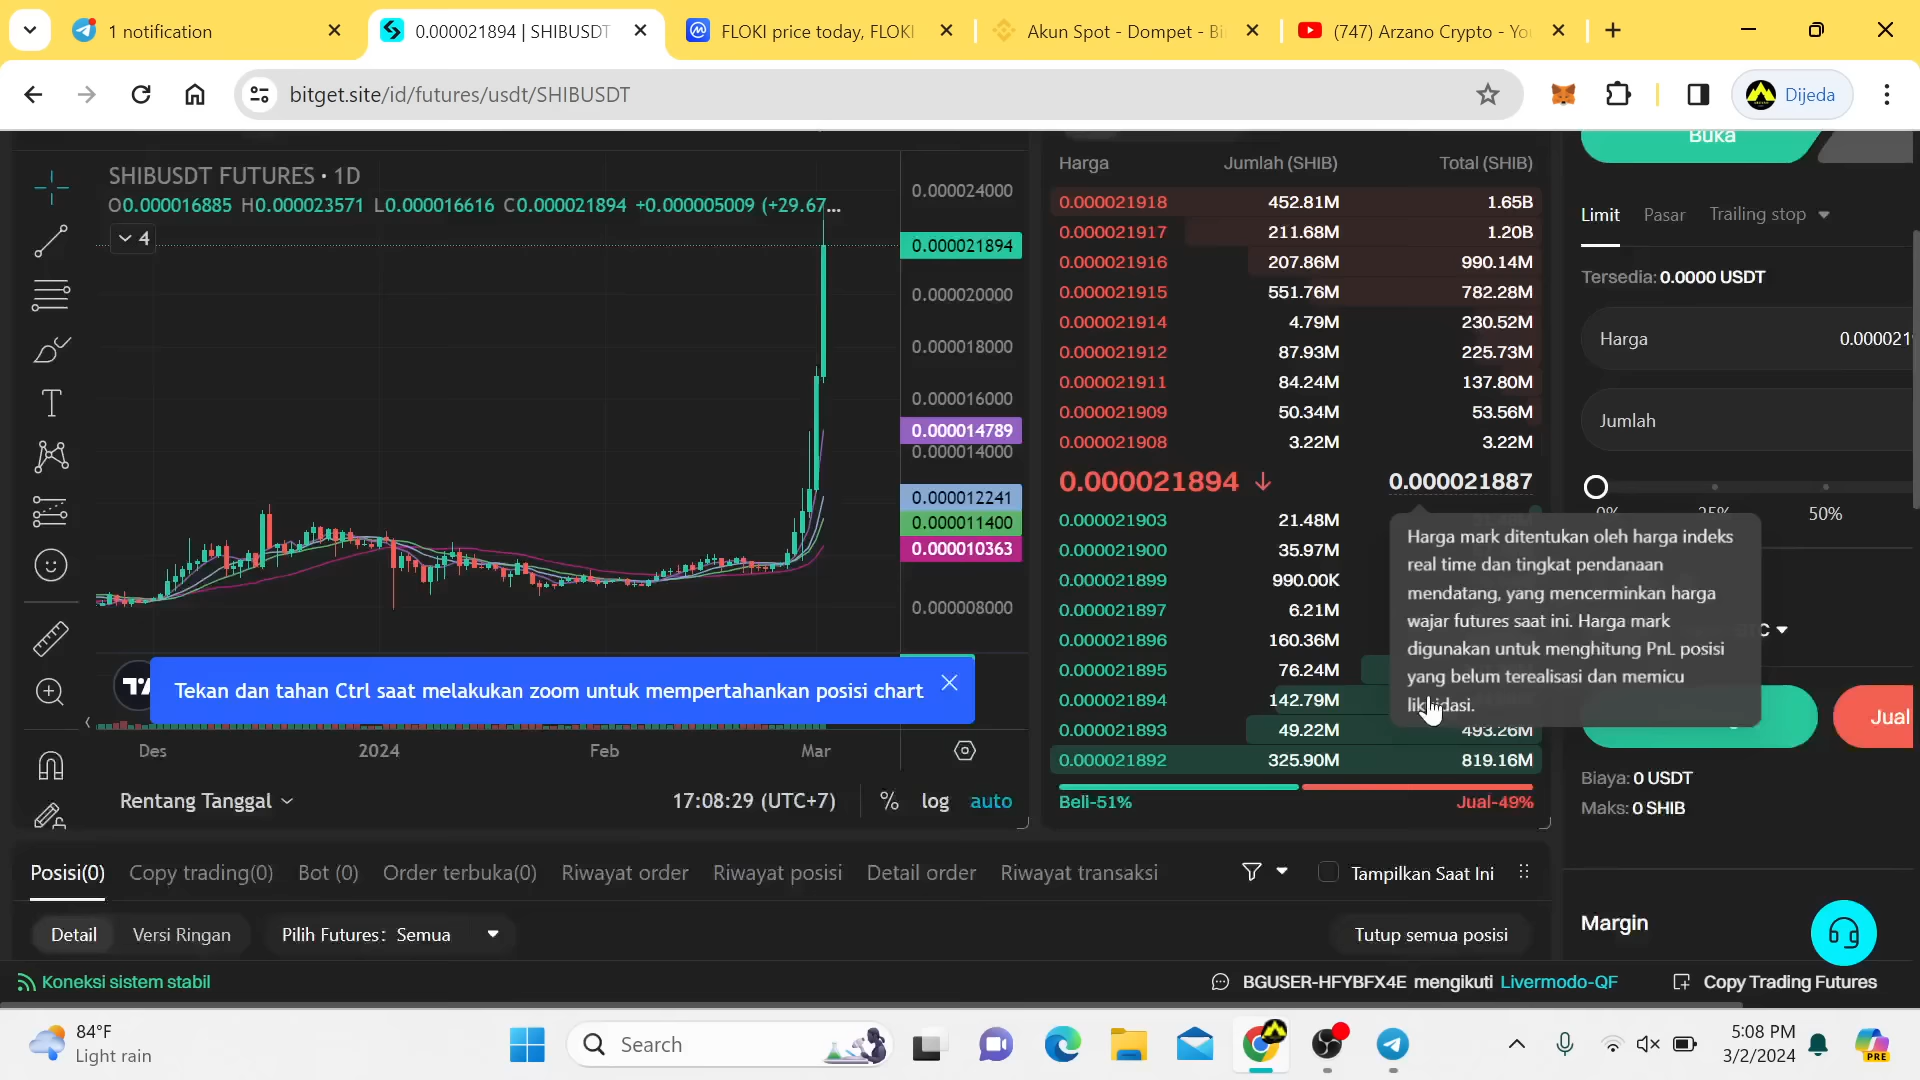 1 notification
0.000021894 | SHIBUSDT
FLOKI price today, FLOKI
Akun Spot - Dompet - Bi
(747) Arzano Crypto - You
bitget.site/id/futures/usdt/SHIBUSDT
Dijeda
SHIBUSDT FUTURES · 1D
O0.000016885 H0.000023571 L0.000016616 C0.000021894 +0.000005009 (+29.67...
4
0.000024000
0.000021894
0.000020000
0.000018000
0.000016000
0.000014789
0.000014000
0.000012241
0.000011400
0.000010363
0.000008000
Tekan dan tahan Ctrl saat melakukan zoom untuk mempertahankan posisi chart
Des 2024 Feb Mar
Rentang Tanggal
17:08:29 (UTC+7)
% log auto
Harga Jumlah (SHIB) Total (SHIB)
0.000021918 452.81M 1.65B
0.000021917 211.68M 1.20B
0.000021916 207.86M 990.14M
0.000021915 551.76M 782.28M
0.000021914 4.79M 230.52M
0.000021912 87.93M 225.73M
0.000021911 84.24M 137.80M
0.000021909 50.34M 53.56M
0.000021908 3.22M 3.22M
0.000021894 ↓ 0.000021887
0.000021903 21.48M
0.000021900 35.97M
0.000021899 990.00K
0.000021897 6.21M
0.000021896 160.36M
0.000021895 76.24M
0.000021894 142.79M
0.000021893 49.22M 493.26M
0.000021892 325.90M 819.16M
Beli-51% Jual-49%
Harga mark ditentukan oleh harga indeks
real time dan tingkat pendanaan
mendatang, yang mencerminkan harga
wajar futures saat ini. Harga mark
digunakan untuk menghitung PnL posisi
yang belum terealisasi dan memicu
likuidasi.
Buka
Limit Pasar Trailing stop
Tersedia: 0.0000 USDT
Harga 0.000021
Jumlah
0% 25% 50%
Jual
Biaya: 0 USDT
Maks: 0 SHIB
Margin
Posisi(0) Copy trading(0) Bot (0) Order terbuka(0) Riwayat order Riwayat posisi Detail order Riwayat transaksi
Tampilkan Saat Ini
Detail Versi Ringan Pilih Futures: Semua
Tutup semua posisi
Koneksi sistem stabil
BGUSER-HFYBFX4E mengikuti Livermodo-QF
Copy Trading Futures
84°F
Light rain
Search
5:08 PM
3/2/2024
PRE